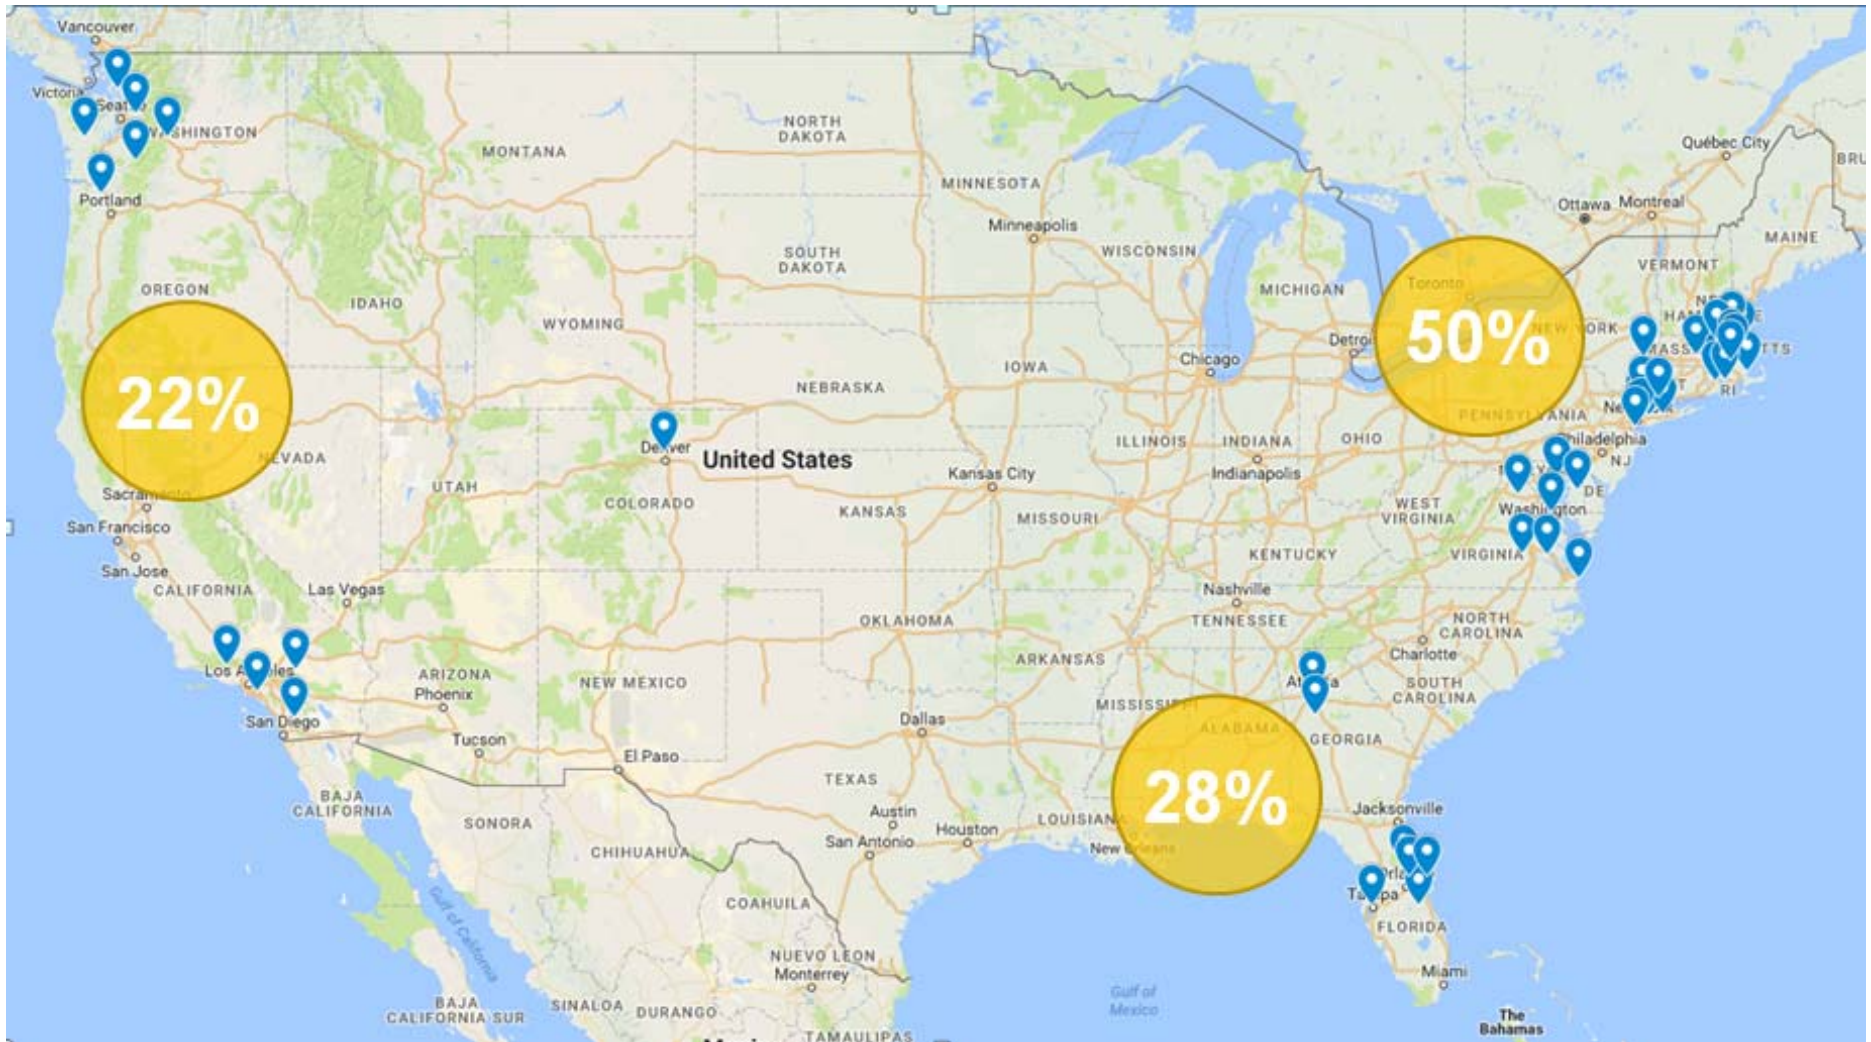 Vancouver
Victoria
WASHINGTON
Portland
MONTANA
NORTH
DAKOTA
MINNESOTA
Minneapolis
WISCONSIN
SOUTH
DAKOTA
OREGON
IDAHO
WYOMING
MICHIGAN
Toronto
Ottawa
Montreal
Québec City
MAINE
VERMONT
NEW YORK
22%
50%
Chicago
IOWA
NEBRASKA
PENNSYLVANIA
RI
NEVADA
UTAH
Denver
United States
COLORADO
KANSAS
Kansas City
MISSOURI
ILLINOIS
INDIANA
Indianapolis
OHIO
WEST
VIRGINIA
Philadelphia
NJ
DE
Washington
VIRGINIA
KENTUCKY
Sacramento
San Francisco
San Jose
CALIFORNIA
Las Vegas
Nashville
TENNESSEE
NORTH
CAROLINA
Charlotte
SOUTH
CAROLINA
OKLAHOMA
ARKANSAS
Los Angeles
San Diego
ARIZONA
Phoenix
Tucson
NEW MEXICO
El Paso
Dallas
MISSISSIPPI
ALABAMA
GEORGIA
28%
TEXAS
Austin
San Antonio
Houston
LOUISIANA
New Orleans
Jacksonville
FLORIDA
Miami
BAJA
CALIFORNIA
SONORA
CHIHUAHUA
COAHUILA
NUEVO LEON
Monterrey
Gulf of California
BAJA
CALIFORNIA SUR
SINALOA
DURANGO
TAMAULIPAS
Gulf of
Mexico
The
Bahamas